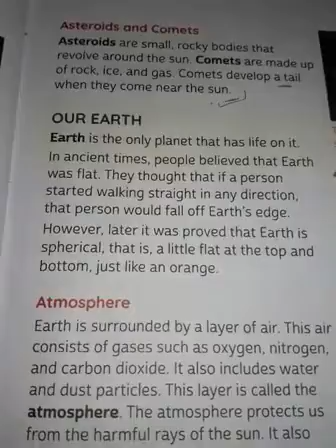 Asteroids and Comets
Asteroids are small, rocky bodies that
revolve around the sun. Comets are made up
of rock, ice, and gas. Comets develop a tail
when they come near the sun.
OUR EARTH
Earth is the only planet that has life on it.
In ancient times, people believed that Earth
was flat. They thought that if a person
started walking straight in any direction,
that person would fall off Earth's edge.
However, later it was proved that Earth is
spherical, that is, a little flat at the top and
bottom, just like an orange.
Atmosphere
Earth is surrounded by a layer of air. This air
consists of gases such as oxygen, nitrogen,
and carbon dioxide. It also includes water
and dust particles. This layer is called the
atmosphere. The atmosphere protects us
from the harmful rays of the sun. It also